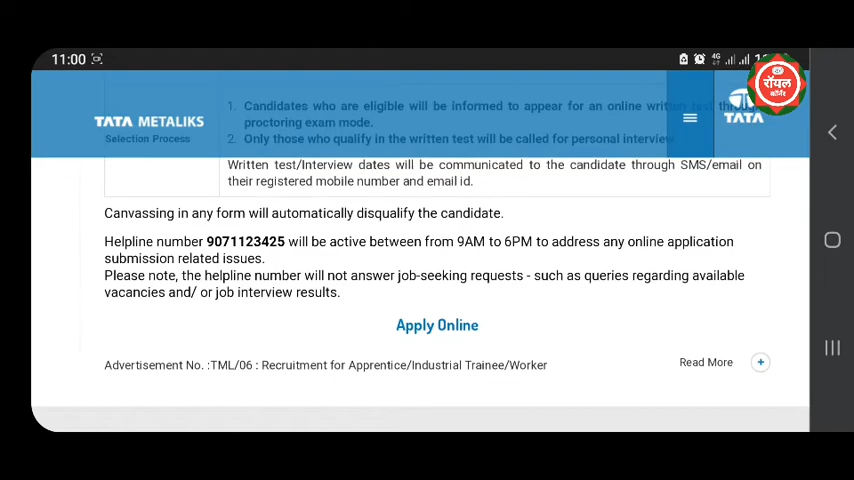 11:00
4G
रॉयल
कॉर्नर
1. Candidates who are eligible will be informed to appear for an online written test through
proctoring exam mode.
TATA METALIKS
TATA
Selection Process
2. Only those who qualify in the written test will be called for personal interview.
Written test/Interview dates will be communicated to the candidate through SMS/email on
their registered mobile number and email id.
Canvassing in any form will automatically disqualify the candidate.
Helpline number 9071123425 will be active between from 9AM to 6PM to address any online application
submission related issues.
Please note, the helpline number will not answer job-seeking requests - such as queries regarding available
vacancies and/ or job interview results.
Apply Online
Advertisement No. :TML/06 : Recruitment for Apprentice/Industrial Trainee/Worker
Read More +